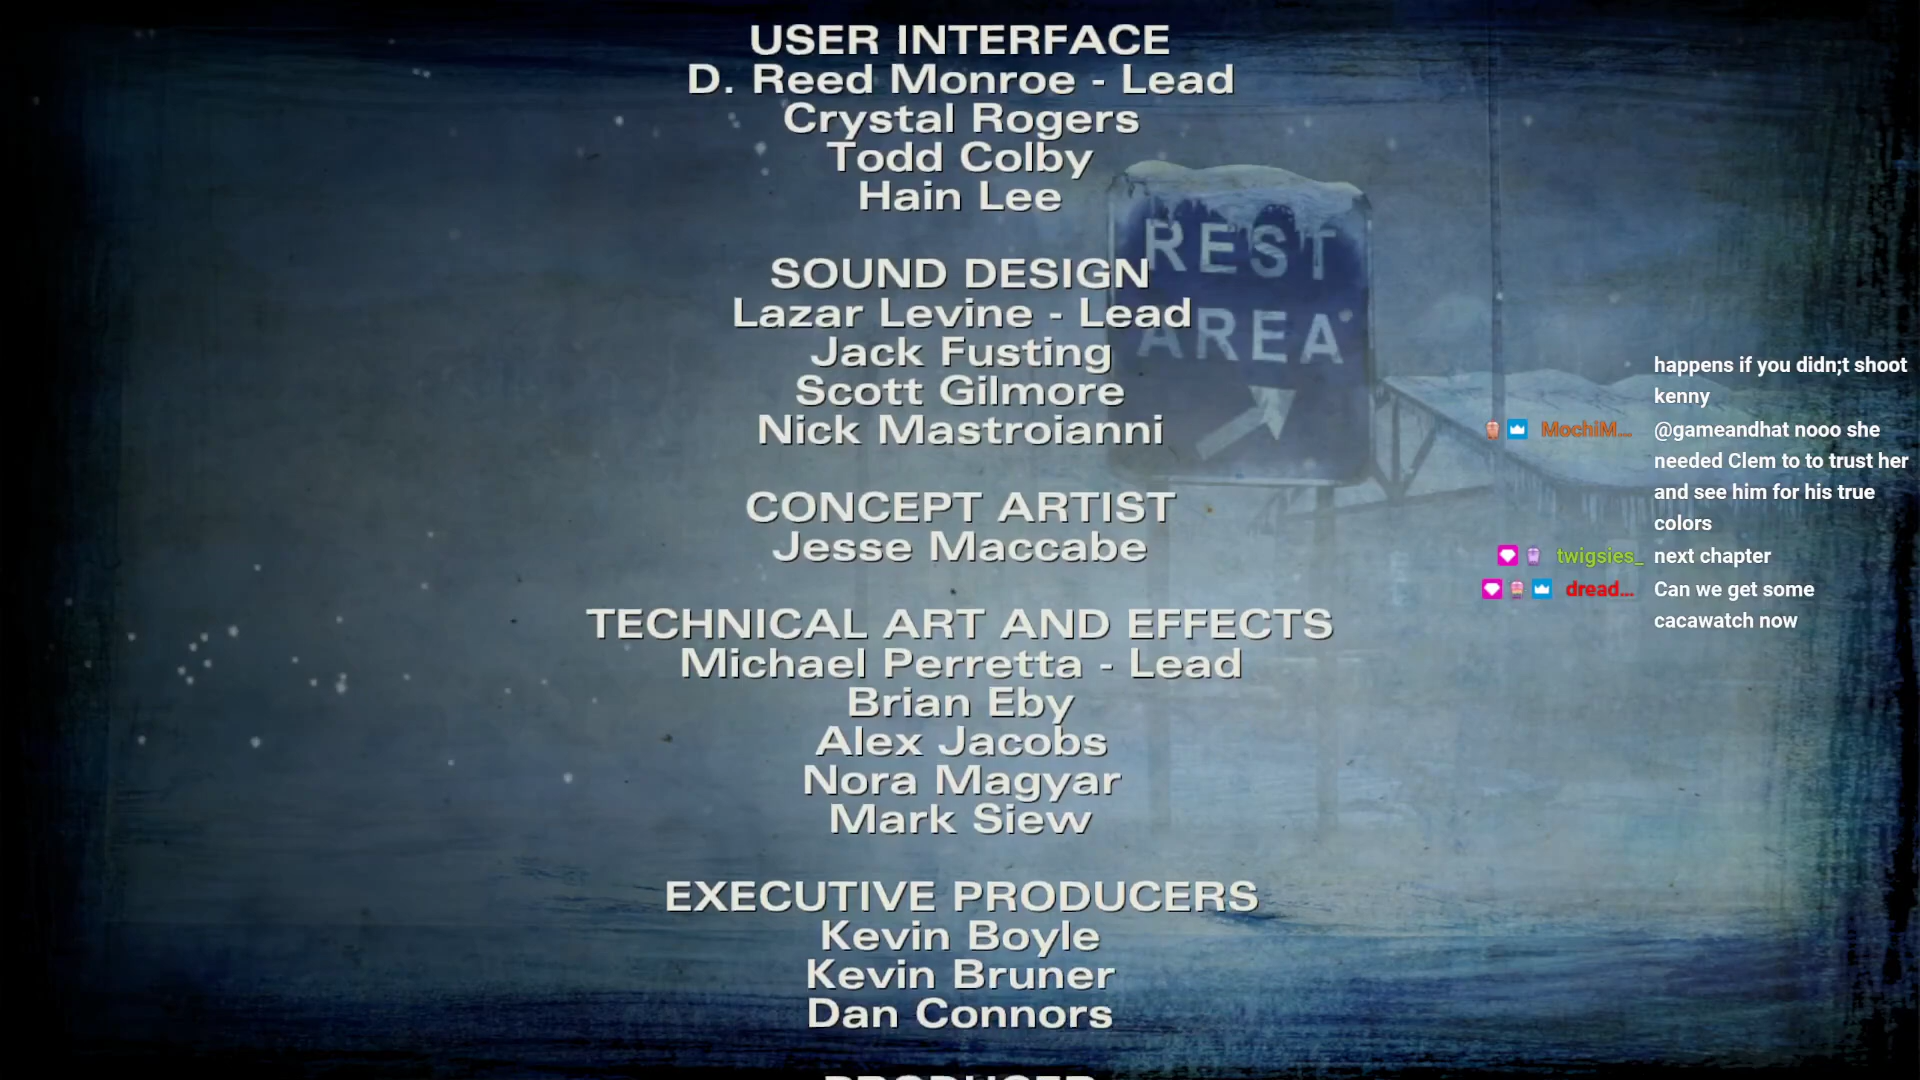 USER INTERFACE
D. Reed Monroe - Lead
Crystal Rogers
Todd Colby
Hain Lee
SOUND DESIGN
Lazar Levine - Lead
Jack Fusting
Scott Gilmore
Nick Mastroianni
CONCEPT ARTIST
Jesse Maccabe
TECHNICAL ART AND EFFECTS
Michael Perretta - Lead
Brian Eby
Alex Jacobs
Nora Magyar
Mark Siew
EXECUTIVE PRODUCERS
Kevin Boyle
Kevin Bruner
Dan Connors
PRODUCER
REST
AREA
happens if you didn;t shoot
kenny
MochiM... @gameandhat nooo she
needed Clem to to trust her
and see him for his true
colors
twigsies_ next chapter
dread... Can we get some
cacawatch now